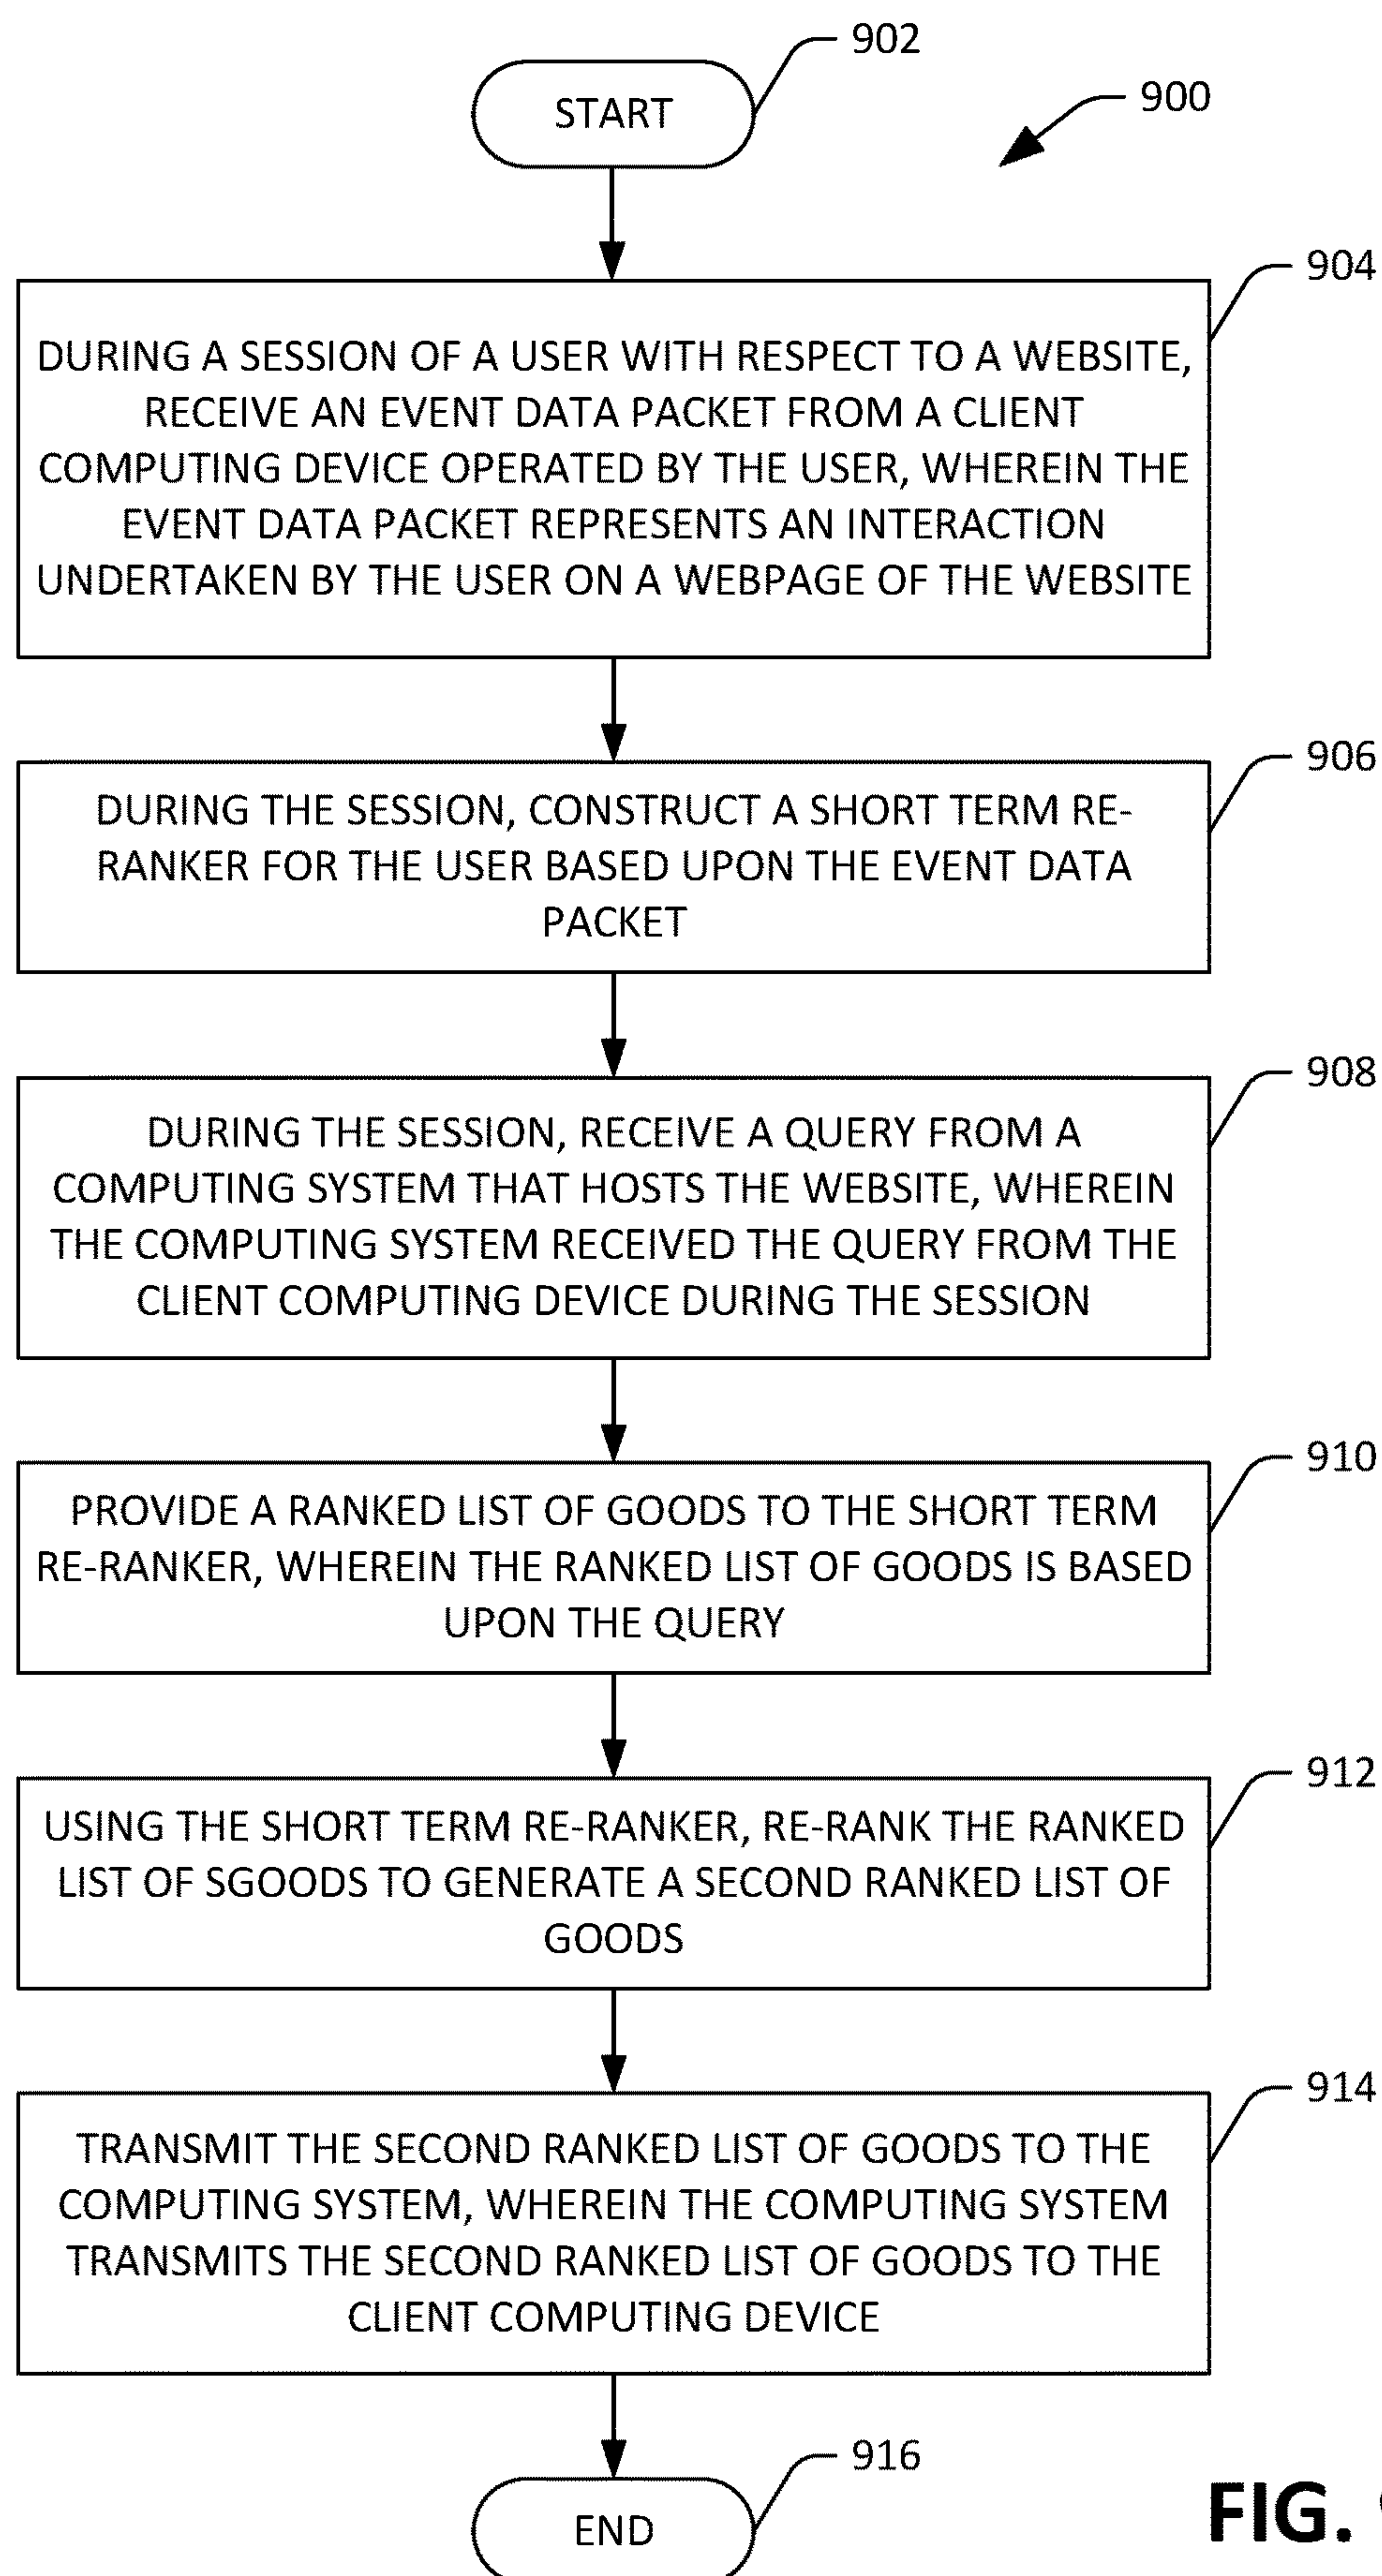 902
START
900
904
DURING A SESSION OF A USER WITH RESPECT TO A WEBSITE,
RECEIVE AN EVENT DATA PACKET FROM A CLIENT
COMPUTING DEVICE OPERATED BY THE USER, WHEREIN THE
EVENT DATA PACKET REPRESENTS AN INTERACTION
UNDERTAKEN BY THE USER ON A WEBPAGE OF THE WEBSITE
906
DURING THE SESSION, CONSTRUCT A SHORT TERM RE-
RANKER FOR THE USER BASED UPON THE EVENT DATA
PACKET
908
DURING THE SESSION, RECEIVE A QUERY FROM A
COMPUTING SYSTEM THAT HOSTS THE WEBSITE, WHEREIN
THE COMPUTING SYSTEM RECEIVED THE QUERY FROM THE
CLIENT COMPUTING DEVICE DURING THE SESSION
910
PROVIDE A RANKED LIST OF GOODS TO THE SHORT TERM
RE-RANKER, WHEREIN THE RANKED LIST OF GOODS IS BASED
UPON THE QUERY
912
USING THE SHORT TERM RE-RANKER, RE-RANK THE RANKED
LIST OF SGOODS TO GENERATE A SECOND RANKED LIST OF
GOODS
914
TRANSMIT THE SECOND RANKED LIST OF GOODS TO THE
COMPUTING SYSTEM, WHEREIN THE COMPUTING SYSTEM
TRANSMITS THE SECOND RANKED LIST OF GOODS TO THE
CLIENT COMPUTING DEVICE
916
END
FIG.